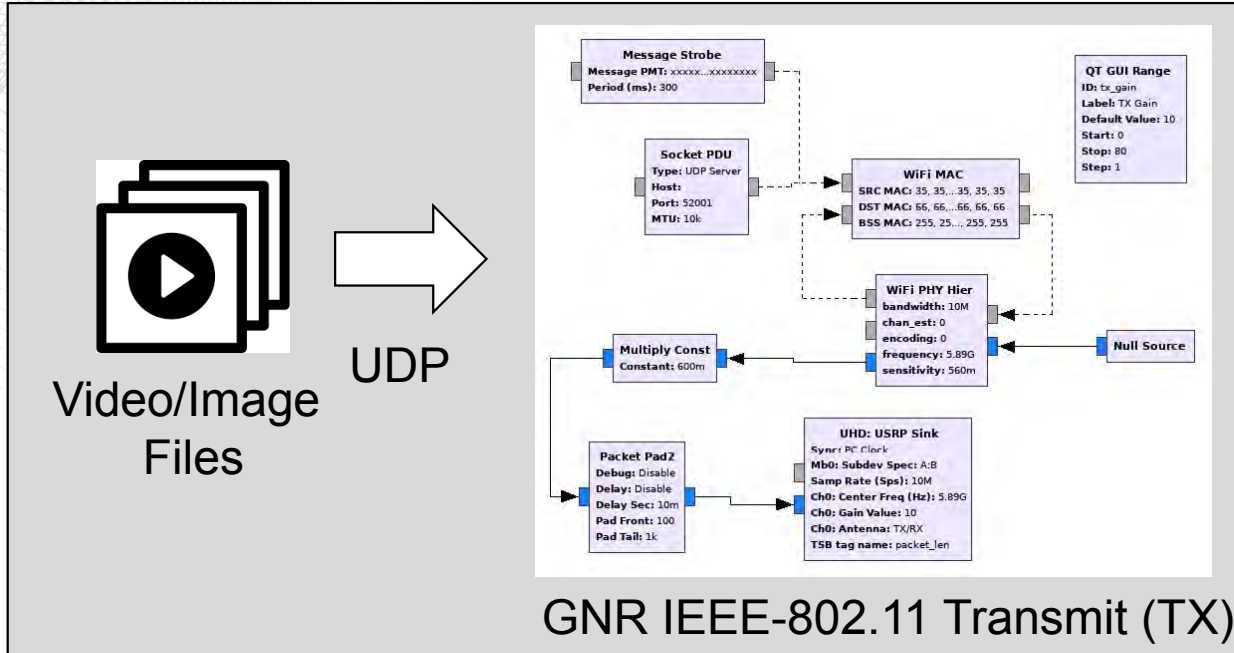 Video/Image
Files
UDP
Message Strobe
Message PMT: xxxxx...xxxxxxxx
Period (ms): 300
Socket PDU
Type: UDP Server
Host:
Port: 52001
MTU: 10k
WiFi MAC
SRC MAC: 35, 35,...35, 35, 35
DST MAC: 66, 66,...66, 66, 66
BSS MAC: 255, 25..., 255, 255
QT GUI Range
ID: tx_gain
Label: TX Gain
Default Value: 10
Start: 0
Stop: 80
Step: 1
WiFi PHY Hier
bandwidth: 10M
chan_est: 0
encoding: 0
frequency: 5.89G
sensitivity: 560m
Null Source
Multiply Const
Constant: 600m
Packet Pad2
Debug: Disable
Delay: Disable
Delay Sec: 10m
Pad Front: 100
Pad Tail: 1k
UHD: USRP Sink
Sync: PC Clock
Mb0: Subdev Spec: A:B
Samp Rate (Sps): 10M
Ch0: Center Freq (Hz): 5.89G
Ch0: Gain Value: 10
Ch0: Antenna: TX/RX
TSB tag name: packet_len
GNR IEEE-802.11 Transmit (TX)